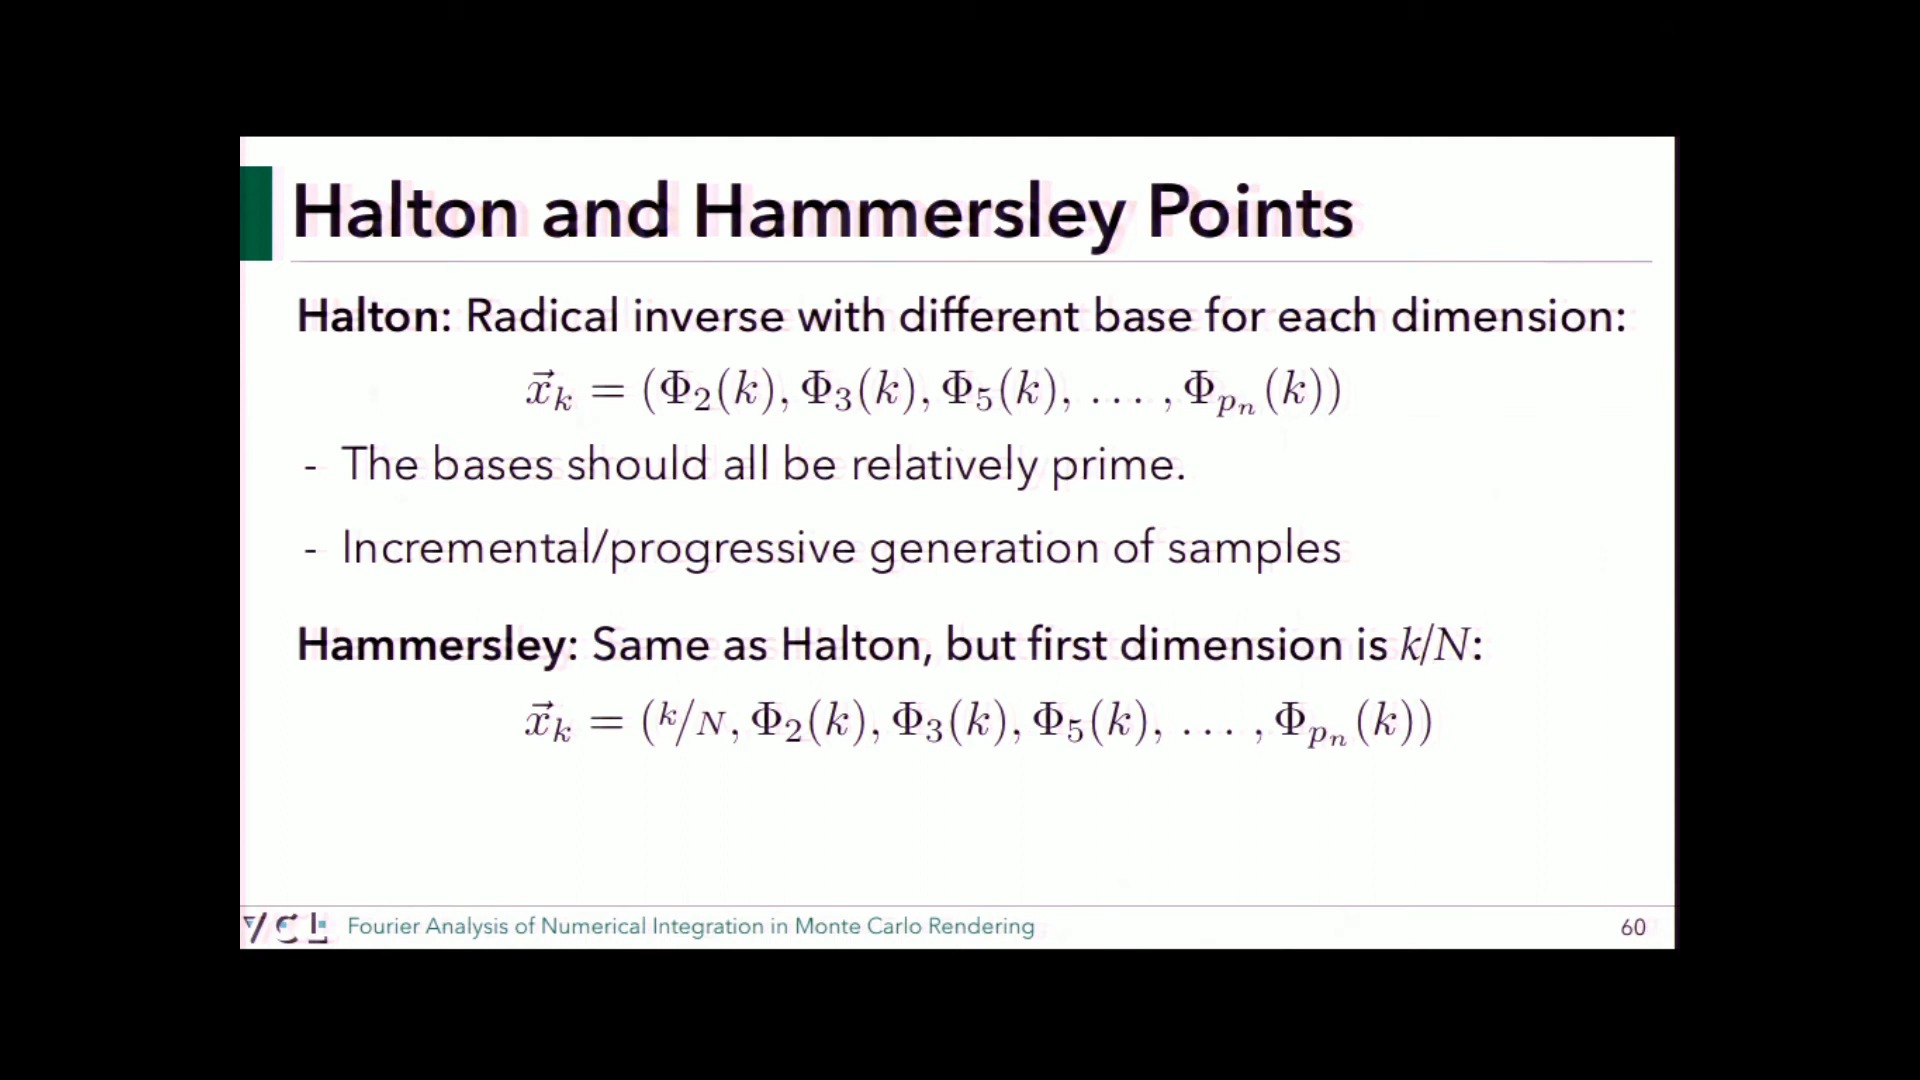 Halton and Hammersley Points
Halton: Radical inverse with different base for each dimension:
x⃗ₖ = (Φ₂(k), Φ₃(k), Φ₅(k), … , Φₚₙ(k))
- The bases should all be relatively prime.
- Incremental/progressive generation of samples
Hammersley: Same as Halton, but first dimension is k/N:
x⃗ₖ = (k/N, Φ₂(k), Φ₃(k), Φ₅(k), … , Φₚₙ(k))
VCL Fourier Analysis of Numerical Integration in Monte Carlo Rendering 60